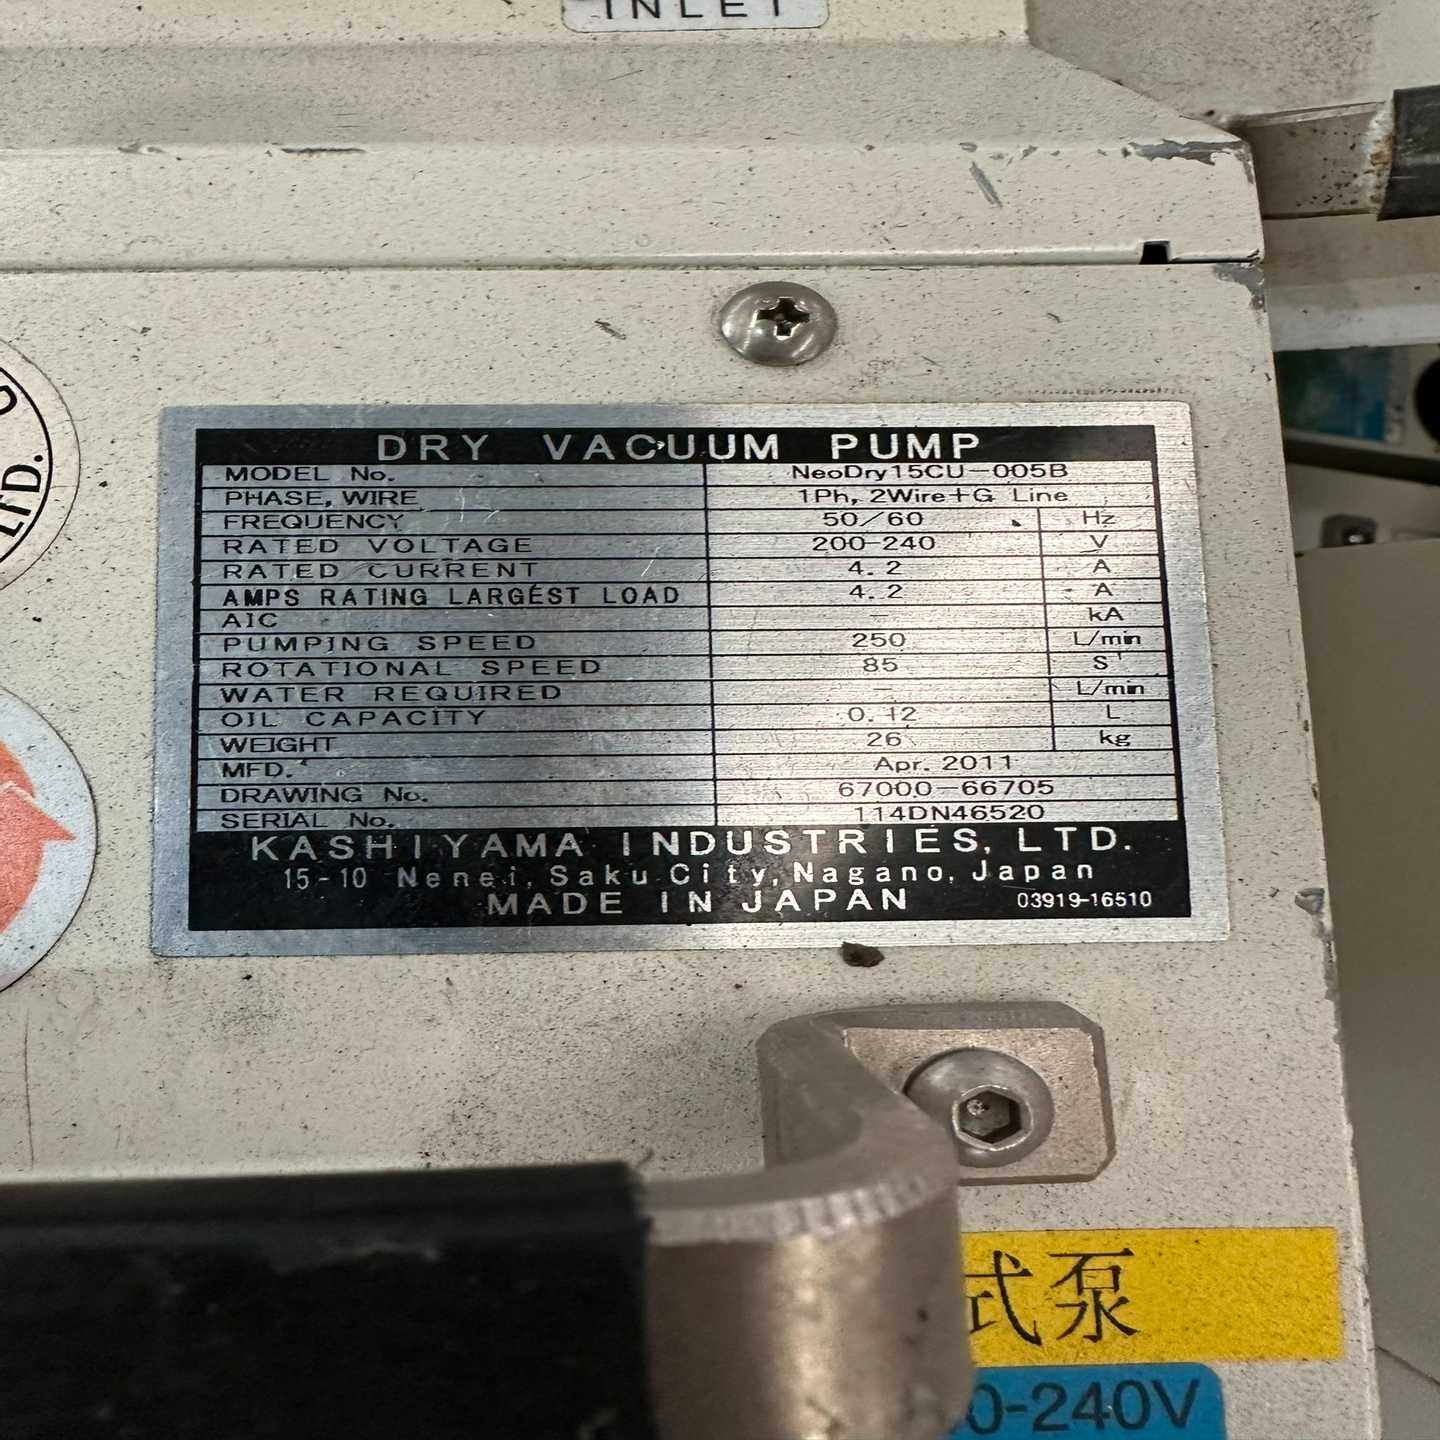 INLET
LTD.
DRY VACUUM PUMP
MODEL No. NeoDry15CU-005B
PHASE, WIRE 1Ph, 2Wire+G Line
FREQUENCY 50/60 Hz
RATED VOLTAGE 200-240 V
RATED CURRENT 4.2 A
AMPS RATING LARGEST LOAD 4.2 A
AIC — kA
PUMPING SPEED 250 L/min
ROTATIONAL SPEED 85 S⁻¹
WATER REQUIRED — L/min
OIL CAPACITY 0.12 L
WEIGHT 26 kg
MFD. Apr. 2011
DRAWING No. 67000-66705
SERIAL No. 114DN46520
KASHIYAMA INDUSTRIES, LTD.
15-10 Nenei, Saku City, Nagano, Japan
MADE IN JAPAN 03919-16510
式泵
0-240V